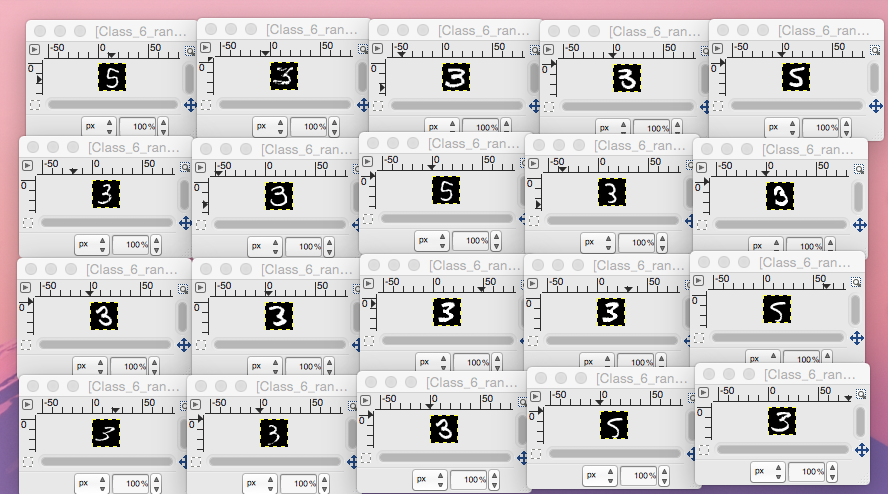 [Class_6_ran… [Class_6_ran… [Class_6_ran… [Class_6_ran… [Class_6_ran…
-50 0 50 -50 0 50 -50 0 50 -50 0 50 -50 0 50
0 5 0 3 0 3 0 3 0 5
px 100% px 100% px 100% px 100% px 100%
[Class_6_ran… [Class_6_ran… [Class_6_ran… [Class_6_ran… [Class_6_ran…
-50 0 50 -50 0 50 -50 0 50 -50 0 50 -50 0 50
0 3 0 3 0 5 0 3 0
px 100% px 100% px 100% px 100% px 100%
[Class_6_ran… [Class_6_ran… [Class_6_ran… [Class_6_ran… [Class_6_ran…
-50 0 50 -50 0 50 -50 0 50 -50 0 50 -50 0 50
0 3 0 3 0 3 0 3 0 5
px 100% px 100% px 100% px 100% px 100%
[Class_6_ran… [Class_6_ran… [Class_6_ran… [Class_6_ran… [Class_6_ran…
-50 0 50 -50 0 50 -50 0 50 -50 0 50 -50 0 50
0 3 0 3 0 3 0 5 0 3
px 100% px 100% px 100% px 100% px 100%